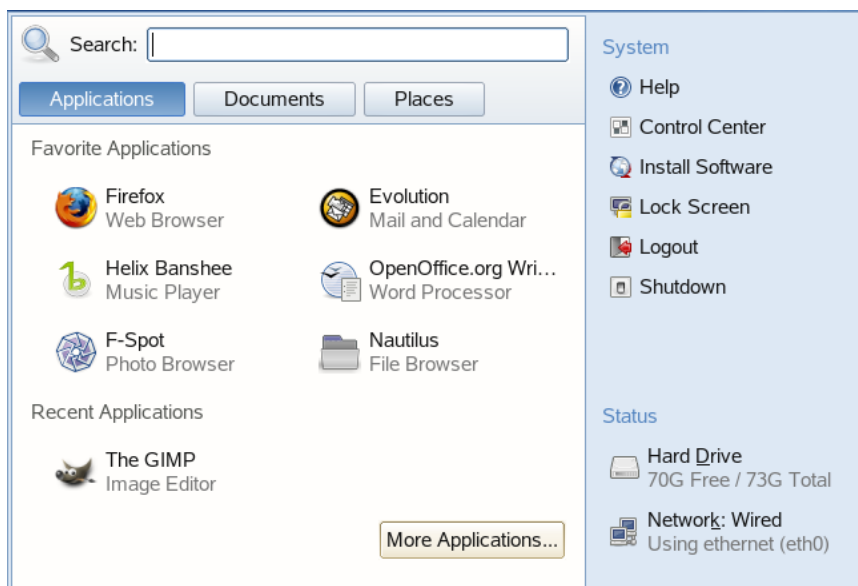 Search:
Applications
Documents
Places
Favorite Applications
Firefox
Web Browser
Evolution
Mail and Calendar
Helix Banshee
Music Player
OpenOffice.org Wri...
Word Processor
F-Spot
Photo Browser
Nautilus
File Browser
Recent Applications
The GIMP
Image Editor
More Applications...
System
Help
Control Center
Install Software
Lock Screen
Logout
Shutdown
Status
Hard Drive
70G Free / 73G Total
Network: Wired
Using ethernet (eth0)